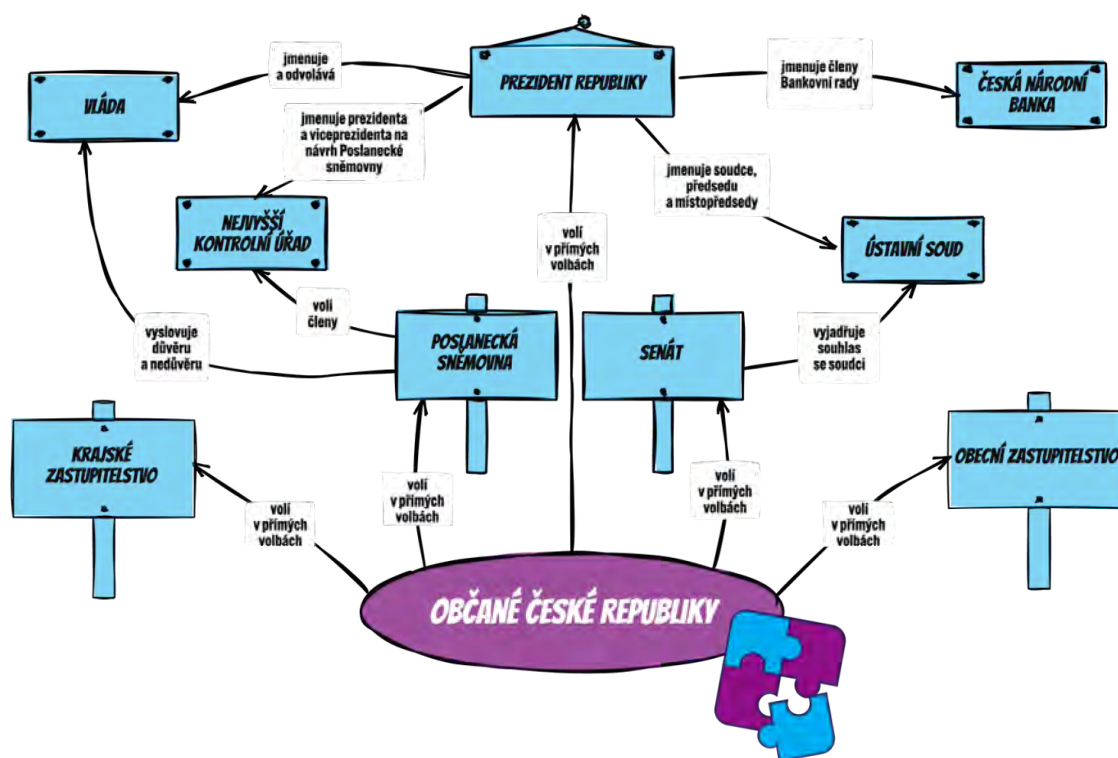 jmenuje
a odvolává
PREZIDENT REPUBLIKY
jmenuje členy
Bankovní rady
VLÁDA
ČESKÁ NÁRODNÍ
BANKA
jmenuje prezidenta
a viceprezidenta na
návrh Poslanecké
sněmovny
jmenuje soudce,
předsedu
a místopředsedy
NEJVYŠŠÍ
KONTROLNÍ ÚŘAD
volí
v přímých
volbách
ÚSTAVNÍ SOUD
volí
členy
vyslovuje
důvěru
a nedůvěru
POSLANECKÁ
SNĚMOVNA
SENÁT
vyjadřuje
souhlas
se soudci
KRAJSKÉ
ZASTUPITELSTVO
OBECNÍ ZASTUPITELSTVO
volí
v přímých
volbách
volí
v přímých
volbách
volí
v přímých
volbách
volí
v přímých
volbách
OBČANÉ ČESKÉ REPUBLIKY